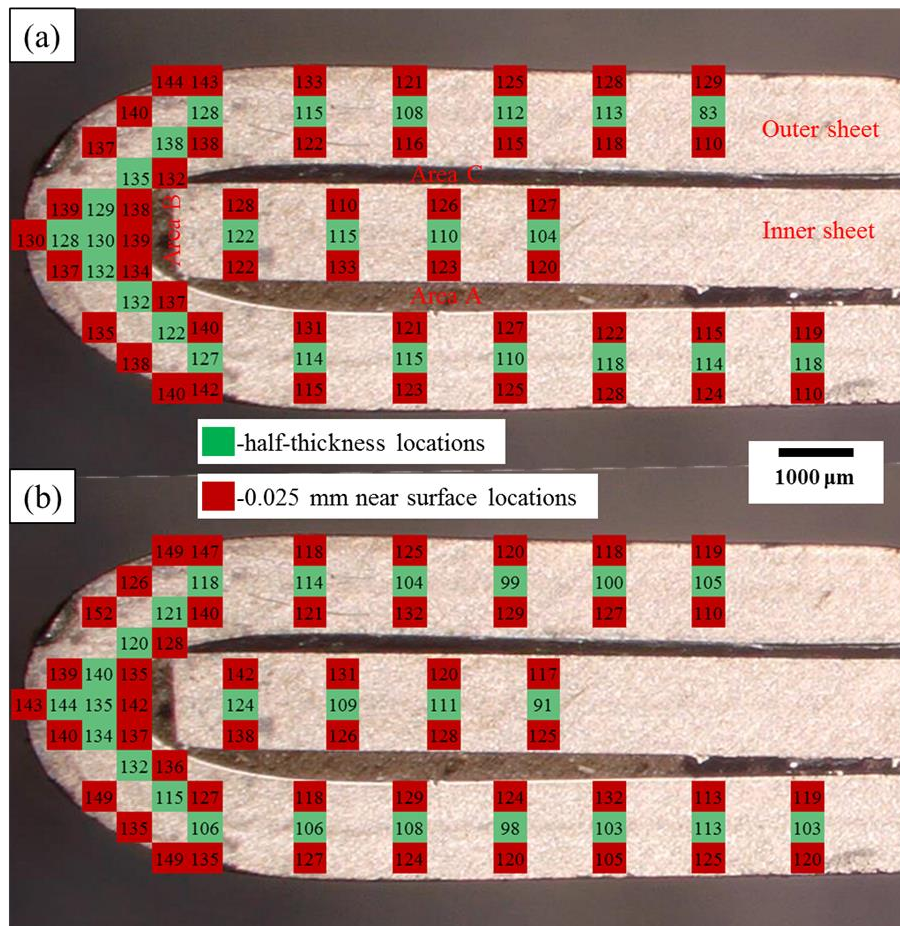 (a)
144 143 133 121 125 128 129
140 128 115 108 112 113 83
Outer sheet
137 138 138 122 116 115 118 110
135 132 Area C
139 129 138 128 110 126 127
130 128 130 139 Area B 122 115 110 104 Inner sheet
137 132 134 122 133 123 120
132 137 Area A
135 122 140 131 121 127 122 115 119
138 127 114 115 110 118 114 118
140 142 115 123 125 128 124 110
-half-thickness locations
1000 µm
(b)
-0.025 mm near surface locations
149 147 118 125 120 118 119
126 118 114 104 99 100 105
152 121 140 121 132 129 127 110
120 128
139 140 135 142 131 120 117
143 144 135 142 124 109 111 91
140 134 137 138 126 128 125
132 136
149 115 127 118 129 124 132 113 119
135 106 106 108 98 103 113 103
149 135 127 124 120 105 125 120